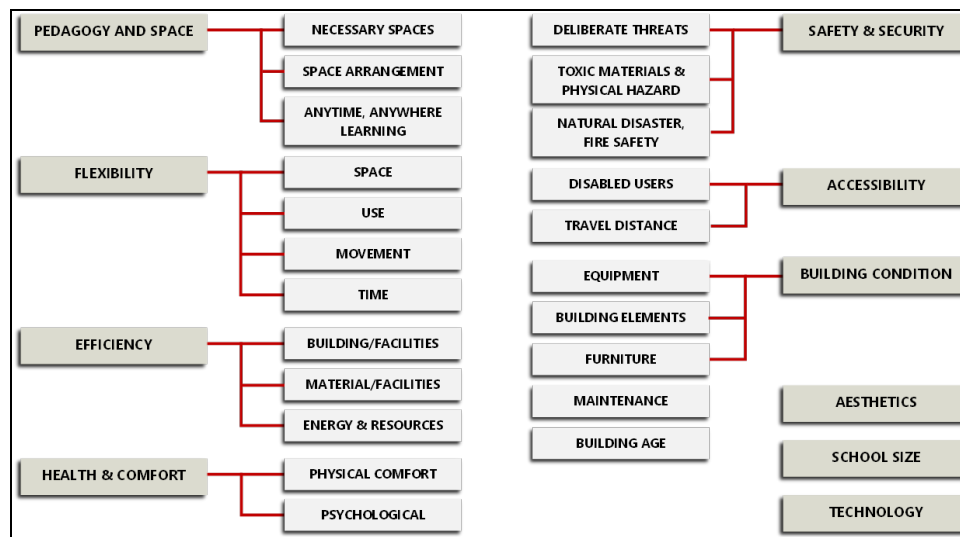 PEDAGOGY AND SPACE
NECESSARY SPACES
SPACE ARRANGEMENT
ANYTIME, ANYWHERE
LEARNING
FLEXIBILITY
SPACE
USE
MOVEMENT
TIME
EFFICIENCY
BUILDING/FACILITIES
MATERIAL/FACILITIES
ENERGY & RESOURCES
HEALTH & COMFORT
PHYSICAL COMFORT
PSYCHOLOGICAL
DELIBERATE THREATS
SAFETY & SECURITY
TOXIC MATERIALS &
PHYSICAL HAZARD
NATURAL DISASTER,
FIRE SAFETY
DISABLED USERS
ACCESSIBILITY
TRAVEL DISTANCE
EQUIPMENT
BUILDING CONDITION
BUILDING ELEMENTS
FURNITURE
MAINTENANCE
BUILDING AGE
AESTHETICS
SCHOOL SIZE
TECHNOLOGY